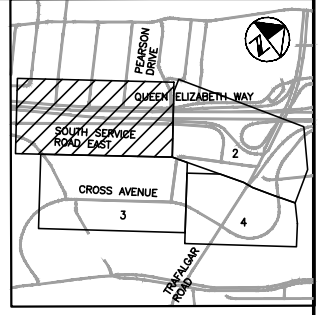 PEARSON
DRIVE
QUEEN ELIZABETH WAY
SOUTH SERVICE
ROAD EAST
2
CROSS AVENUE
3
4
TRAFALGAR
ROAD